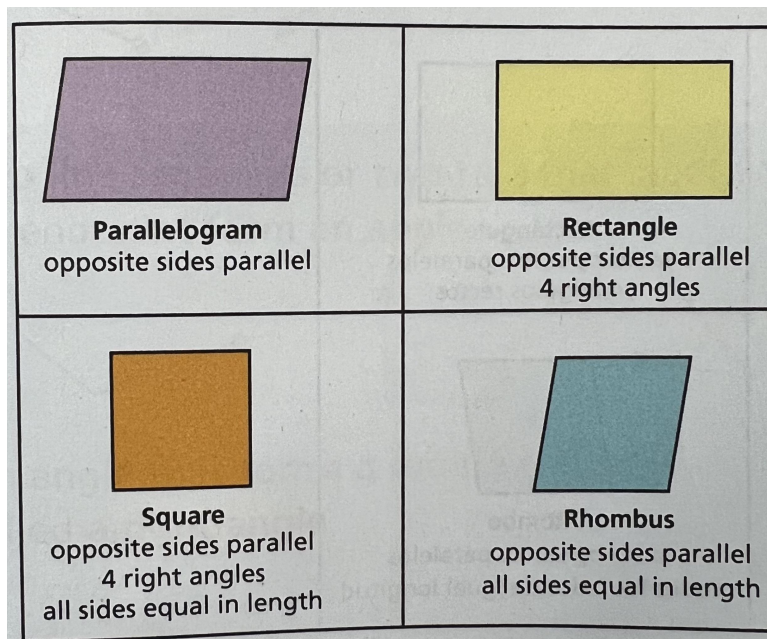 Parallelogram
opposite sides parallel
Rectangle
opposite sides parallel
4 right angles
Square
opposite sides parallel
4 right angles
all sides equal in length
Rhombus
opposite sides parallel
all sides equal in length